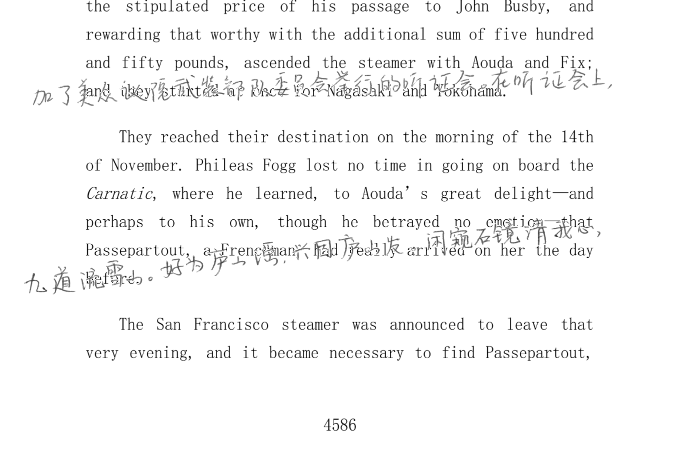 the stipulated price of his passage to John Busby, and
rewarding that worthy with the additional sum of five hundred
and fifty pounds, ascended the steamer with Aouda and Fix;
加了美众议院武装部队委员会举行的听证会。在听证会上,
and they started at once for Nagasaki and Yokohama.
They reached their destination on the morning of the 14th
of November. Phileas Fogg lost no time in going on board the
Carnatic, where he learned, to Aouda’s great delight—and
perhaps to his own, though he betrayed no emotion—that
Passepartout, a Frenchman, had really arrived on her the day
九道流雪山。好为庐山谣,兴因庐山发。闲窥石镜清我心,
before.
The San Francisco steamer was announced to leave that
very evening, and it became necessary to find Passepartout,
4586